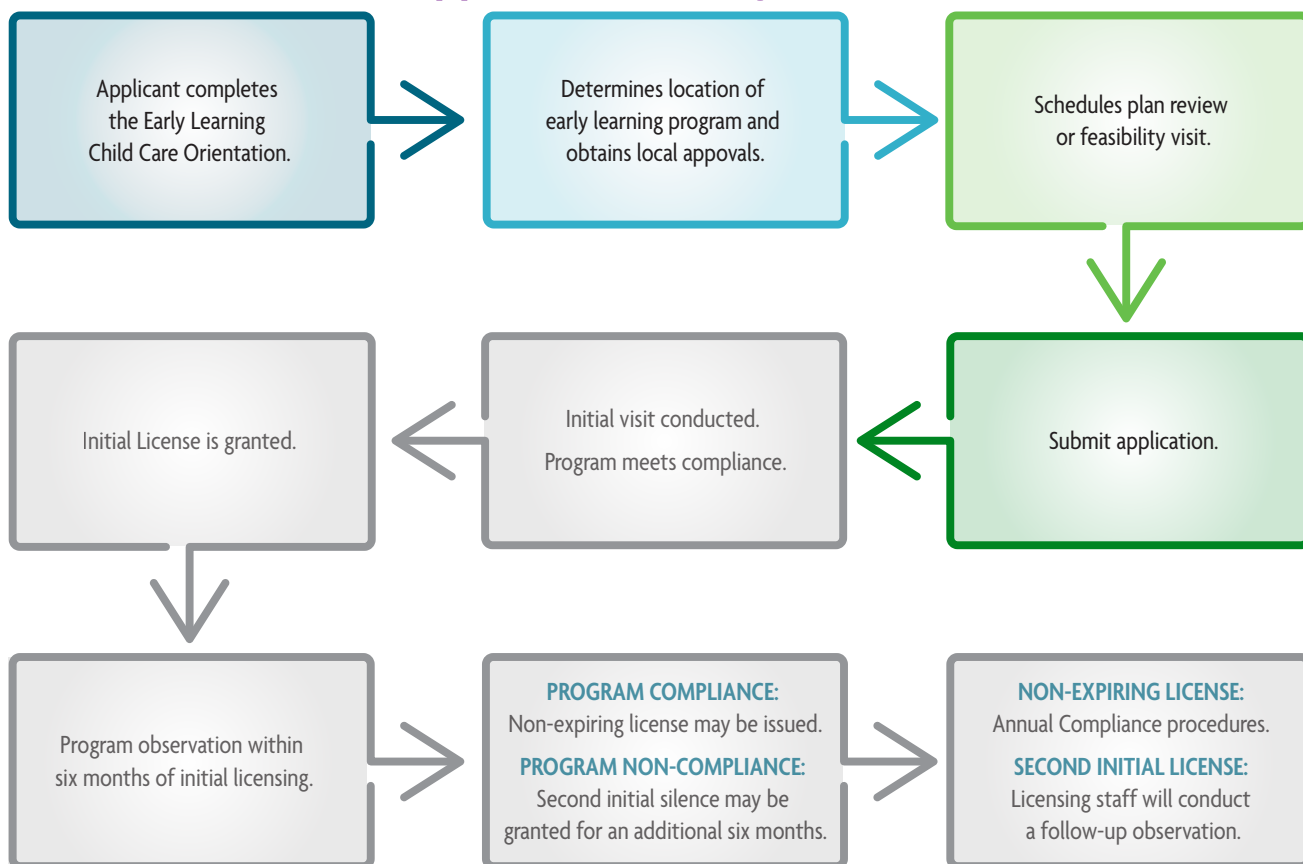 Applicant completes
the Early Learning
Child Care Orientation.
Determines location of
early learning program and
obtains local appovals.
Schedules plan review
or feasibility visit.
Submit application.
Initial visit conducted.
Program meets compliance.
Initial License is granted.
Program observation within
six months of initial licensing.
PROGRAM COMPLIANCE:
Non-expiring license may be issued.
PROGRAM NON-COMPLIANCE:
Second initial silence may be
granted for an additional six months.
NON-EXPIRING LICENSE:
Annual Compliance procedures.
SECOND INITIAL LICENSE:
Licensing staff will conduct
a follow-up observation.